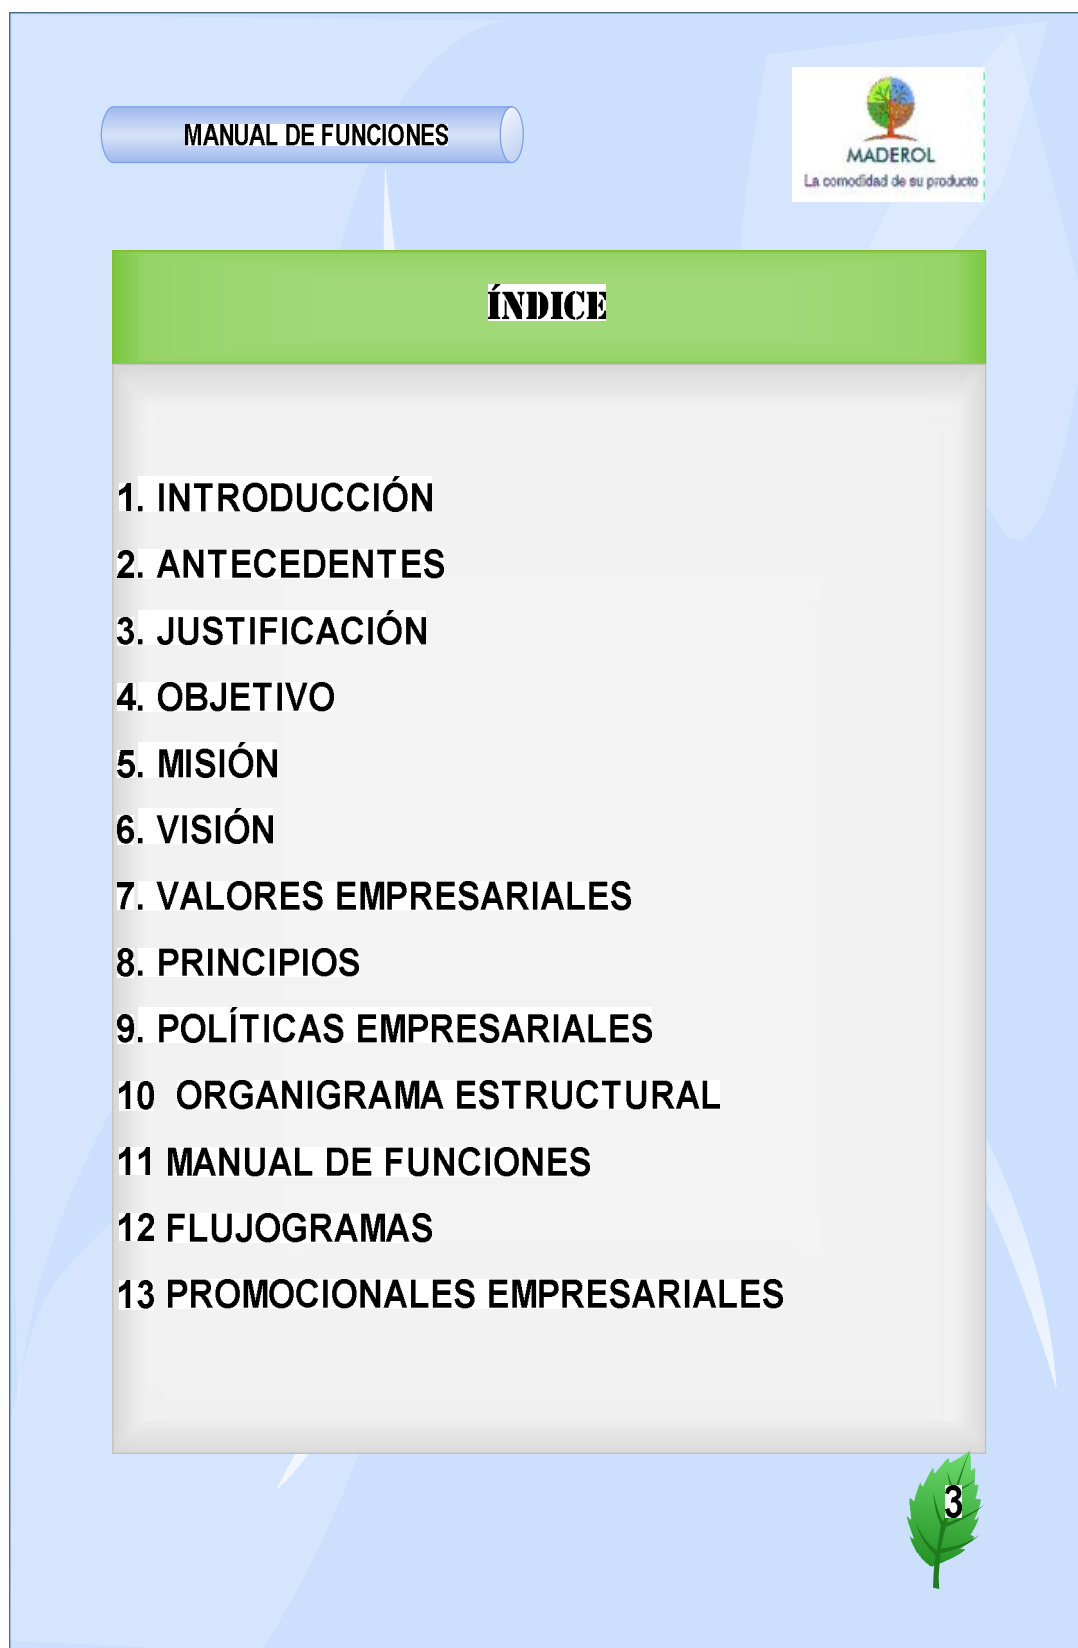 MANUAL DE FUNCIONES
MADEROL
La comodidad de su producto
ÍNDICE
1. INTRODUCCIÓN
2. ANTECEDENTES
3. JUSTIFICACIÓN
4. OBJETIVO
5. MISIÓN
6. VISIÓN
7. VALORES EMPRESARIALES
8. PRINCIPIOS
9. POLÍTICAS EMPRESARIALES
10 ORGANIGRAMA ESTRUCTURAL
11 MANUAL DE FUNCIONES
12 FLUJOGRAMAS
13 PROMOCIONALES EMPRESARIALES
3